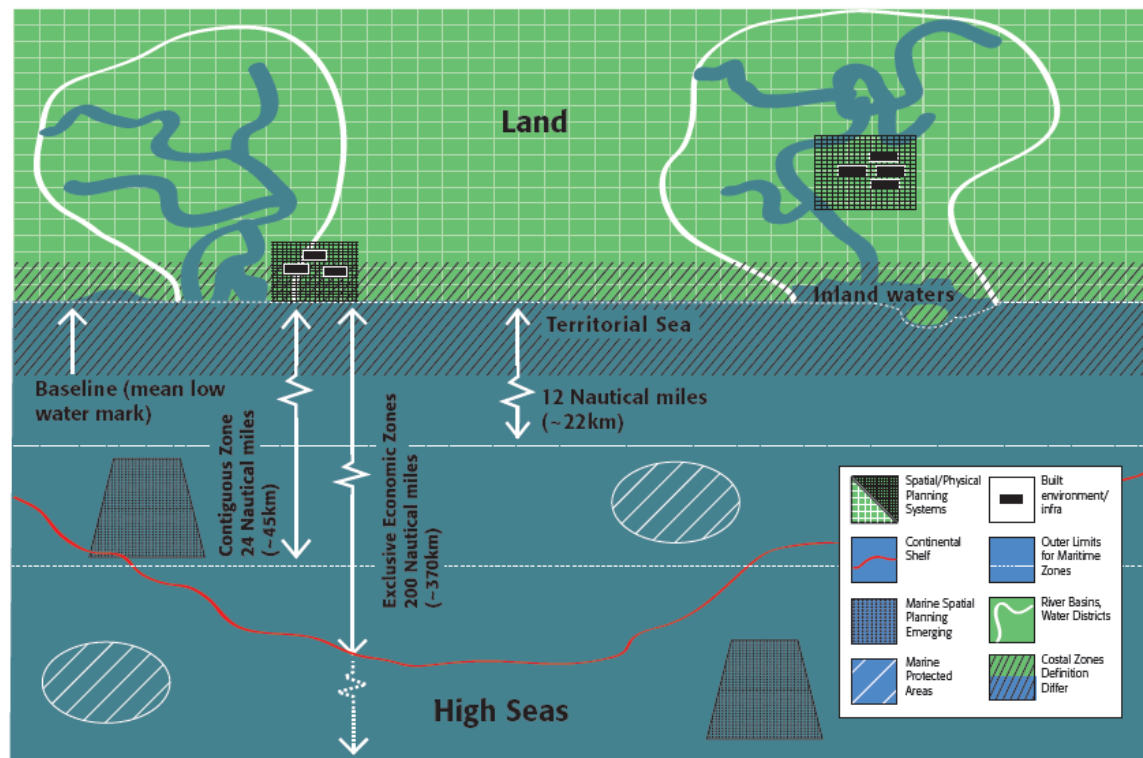 Land
Inland waters
Territorial Sea
Baseline (mean low
water mark)
12 Nautical miles
(~22km)
Contiguous Zone
24 Nautical miles
(~45km)
Exclusive Economic Zones
200 Nautical miles
(~370km)
High Seas
Spatial/Physical
Planning
Systems
Built
environment/
infra
Continental
Shelf
Outer Limits
for Maritime
Zones
Marine Spatial
Planning
Emerging
River Basins,
Water Districts
Marine
Protected
Areas
Costal Zones
Definition
Differ